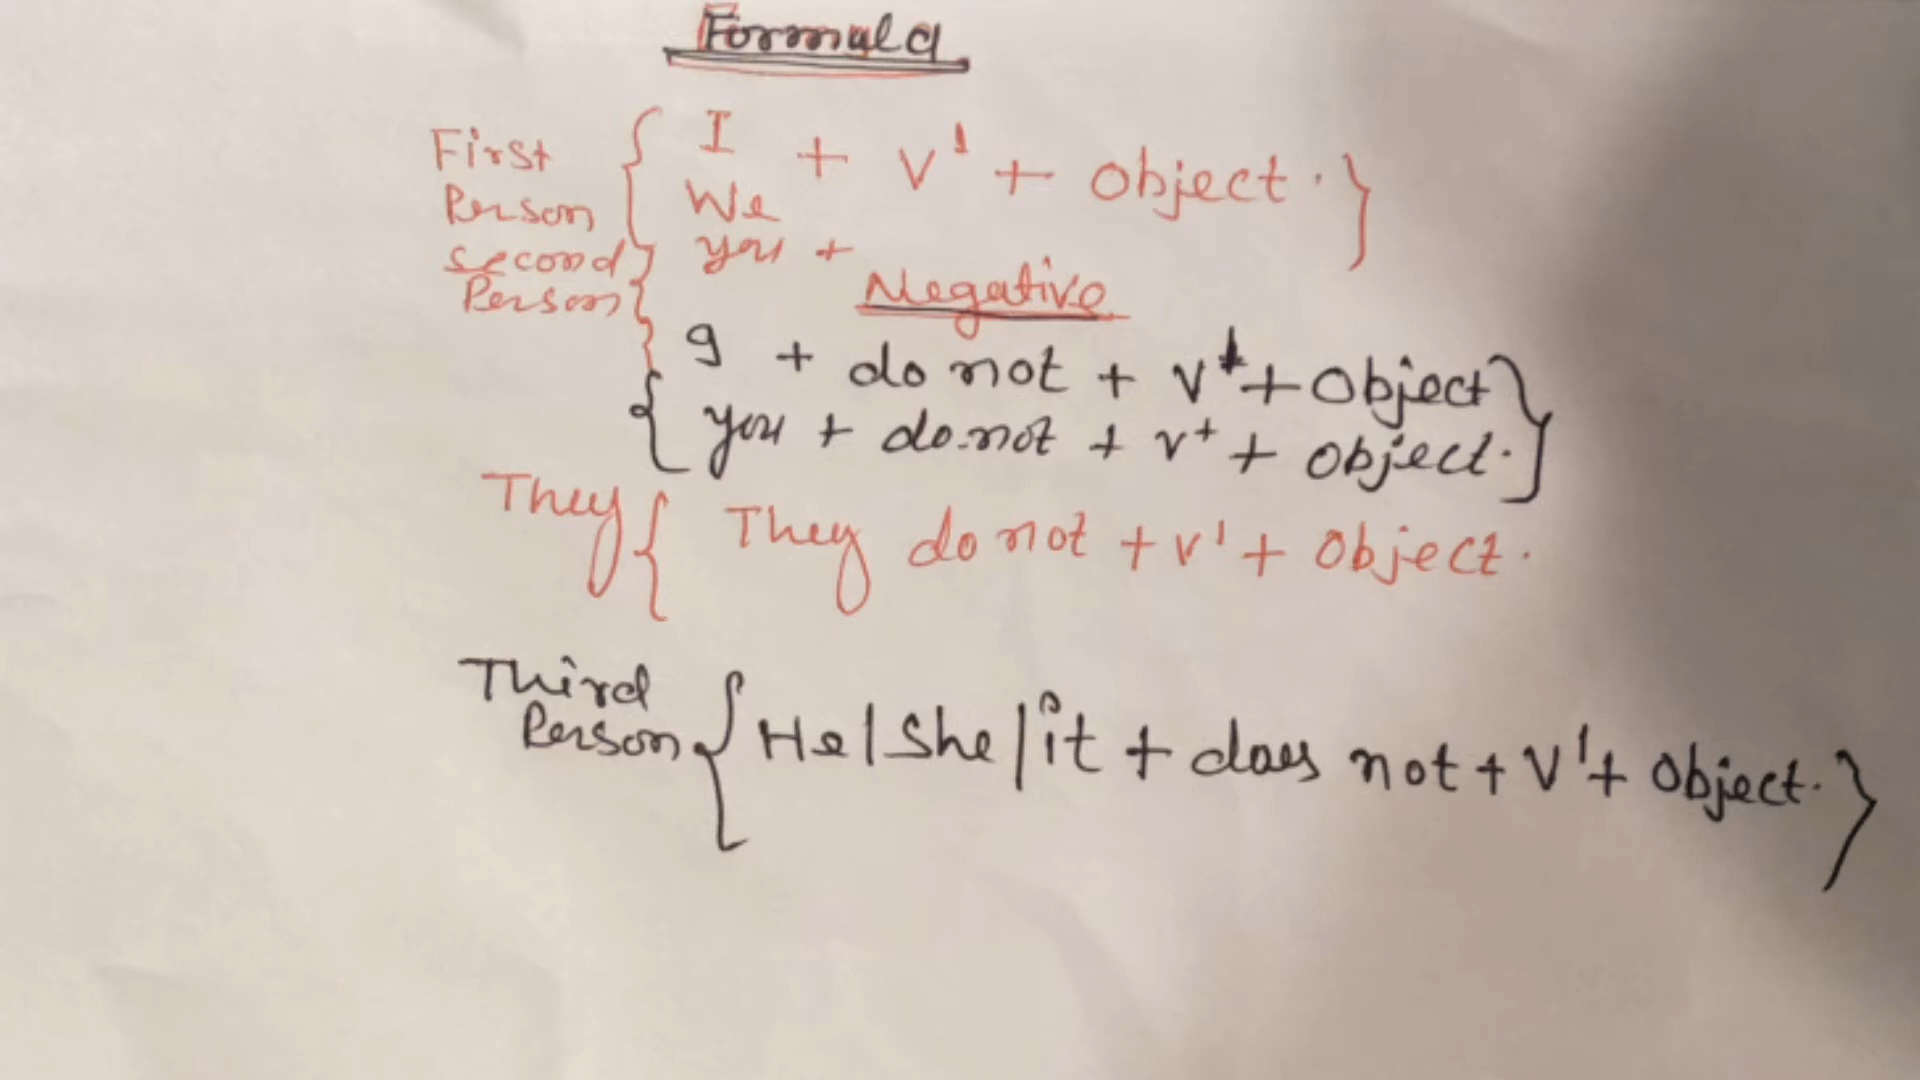 Formula
First Person { I We + V¹ + Object. }
Second Person { you +
Negative
I + do not + V¹ + Object }
{ you + do not + V¹ + Object. }
They { They do not + V¹ + Object.
Third Person { He/She/it + does not + V¹ + Object. }